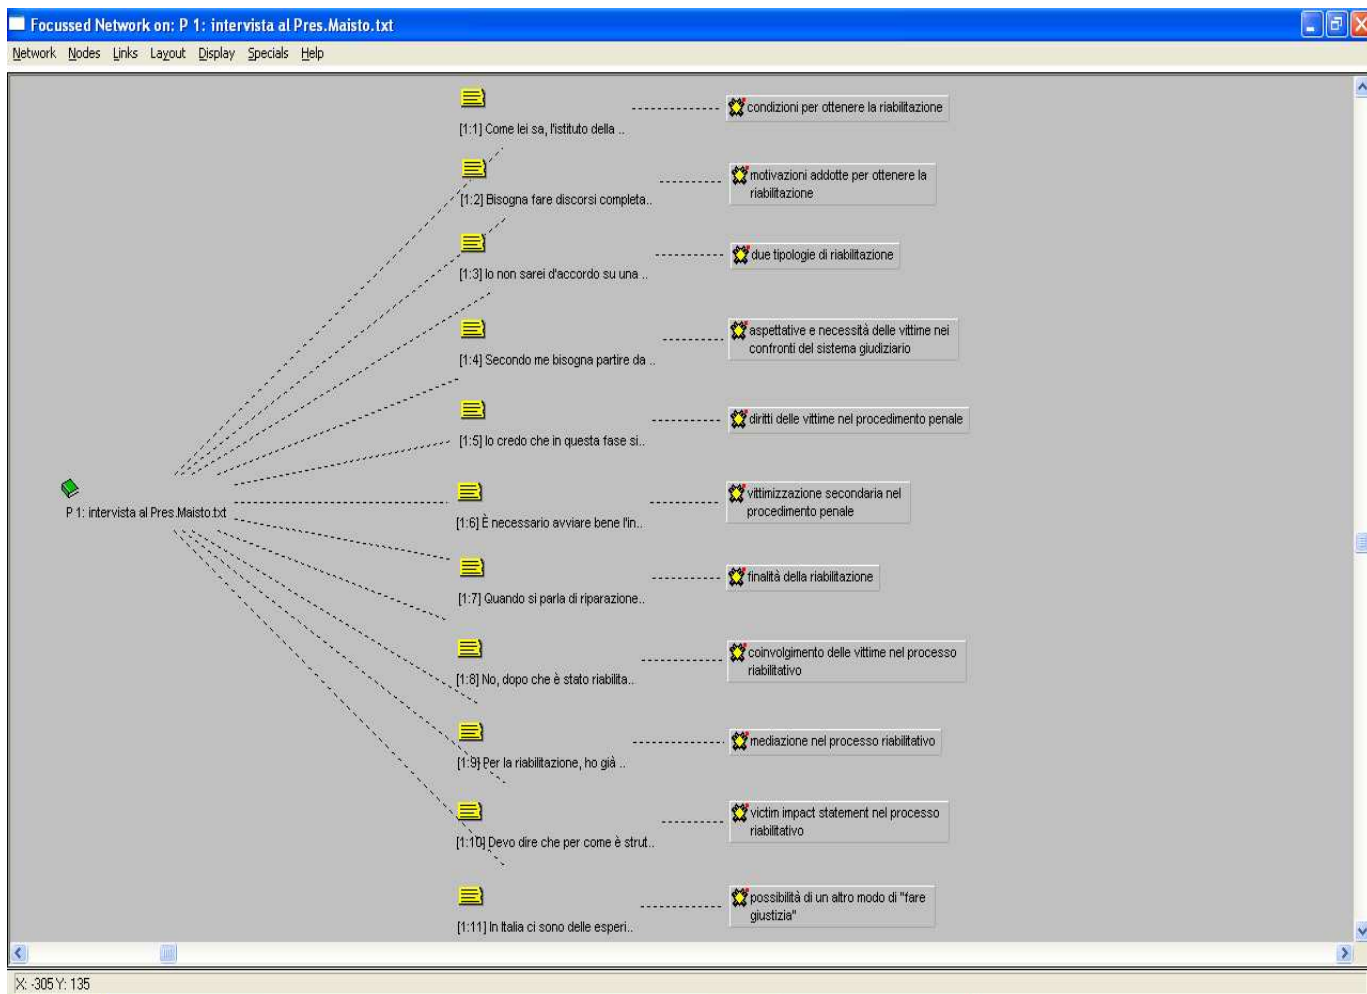 Focussed Network on: P 1: intervista al Pres.Maisto.txt
Network Nodes Links Layout Display Specials Help
[1:1] Come lei sa, l'istituto della ..
condizioni per ottenere la riabilitazione
[1:2] Bisogna fare discorsi completa..
motivazioni addotte per ottenere la
riabilitazione
[1:3] Io non sarei d'accordo su una ..
due tipologie di riabilitazione
[1:4] Secondo me bisogna partire da ..
aspettative e necessità delle vittime nei
confronti del sistema giudiziario
[1:5] Io credo che in questa fase si..
diritti delle vittime nel procedimento penale
P 1: intervista al Pres.Maisto.txt
[1:6] È necessario avviare bene l'in..
vittimizzazione secondaria nel
procedimento penale
[1:7] Quando si parla di riparazione..
finalità della riabilitazione
[1:8] No, dopo che è stato riabilita..
coinvolgimento delle vittime nel processo
riabilitativo
[1:9] Per la riabilitazione, ho già ..
mediazione nel processo riabilitativo
[1:10] Devo dire che per come è strut..
victim impact statement nel processo
riabilitativo
[1:11] In Italia ci sono delle esperi..
possibilità di un altro modo di "fare
giustizia"
X: -305 Y: 135